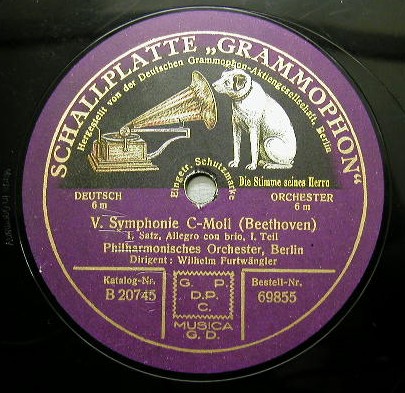 SCHALLPLATTE „GRAMMOPHON“
Hergestellt von der Deutschen Grammophon-Aktiengesellschaft, Berlin
Eingetr. Schutzmarke
Die Stimme seines Herrn
DEUTSCH
6 m
ORCHESTER
6 m
V. Symphonie C-Moll (Beethoven)
I. Satz, Allegro con brio, I. Teil
Philharmonisches Orchester, Berlin
Dirigent: Wilhelm Furtwängler
Katalog-Nr.
B 20745
G. P.
D.P.
C.
MUSICA
G. D.
Bestell-Nr.
69855